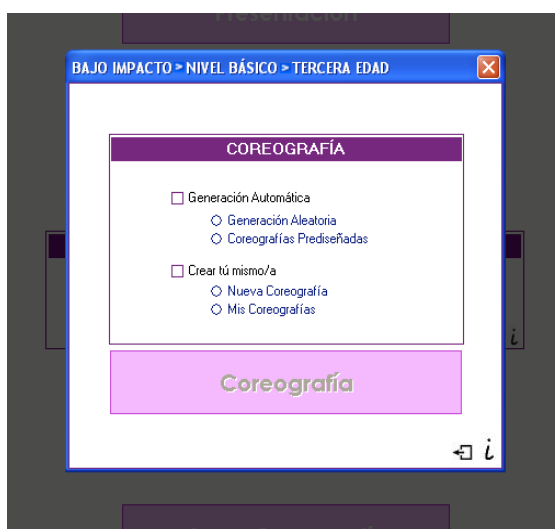 Presentación
BAJO IMPACTO > NIVEL BÁSICO > TERCERA EDAD
COREOGRAFÍA
Generación Automática
Generación Aleatoria
Coreografías Prediseñadas
Crear tú mismo/a
Nueva Coreografía
Mis Coreografías
Coreografía
i
i